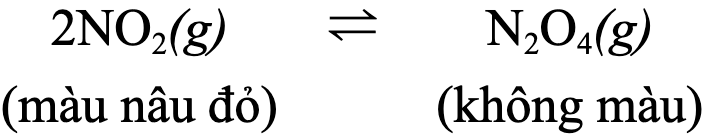 2NO₂(g) ⇌ N₂O₄(g)
(màu nâu đỏ) (không màu)